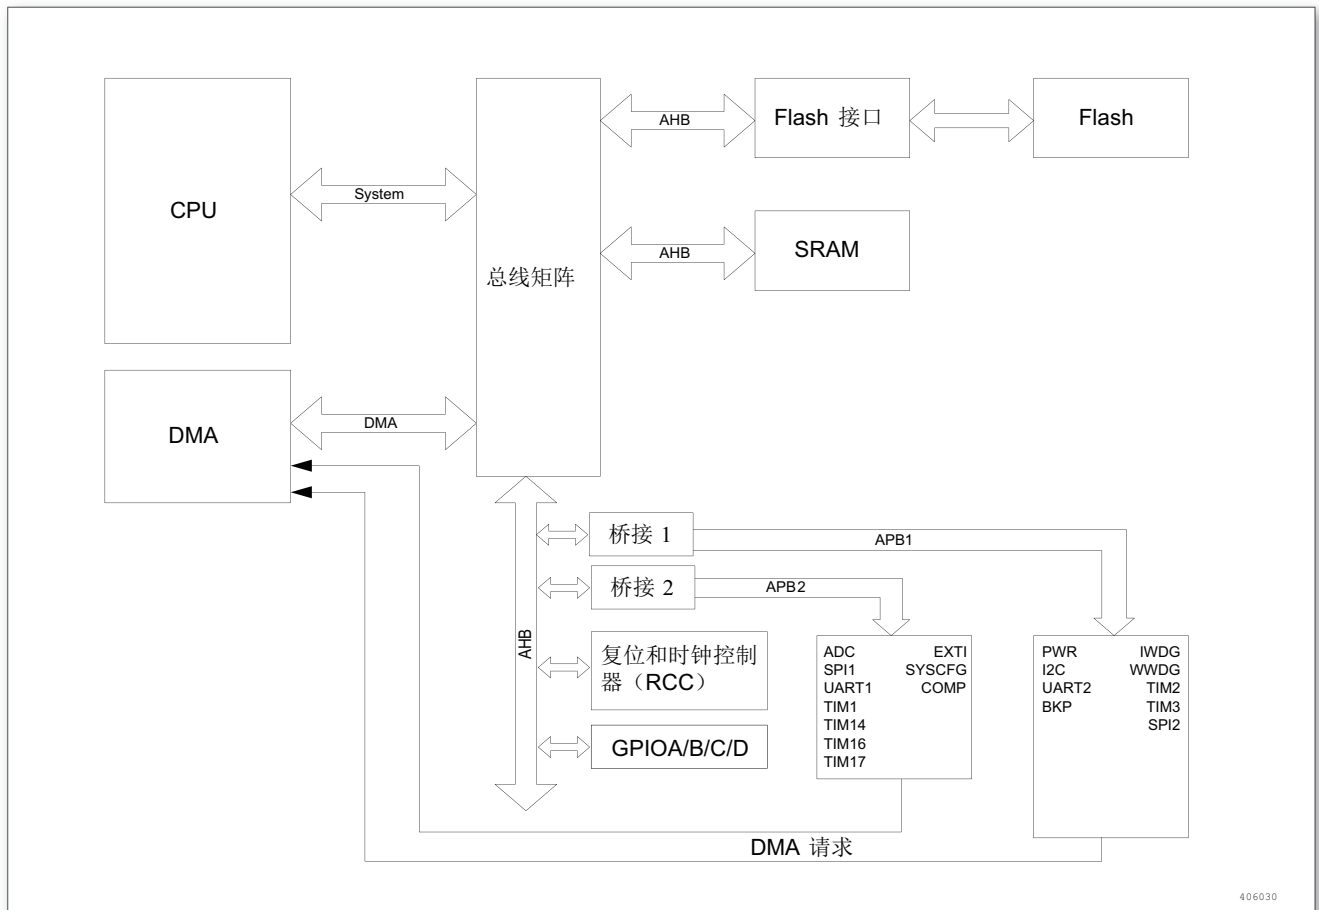 CPU
System
总线矩阵
AHB
Flash 接口
Flash
AHB
SRAM
DMA
DMA
AHB
桥接 1
APB1
桥接 2
APB2
复位和时钟控制
器（RCC）
GPIOA/B/C/D
ADC EXTI
SPI1 SYSCFG
UART1 COMP
TIM1
TIM14
TIM16
TIM17
PWR IWDG
I2C WWDG
UART2 TIM2
BKP TIM3
SPI2
DMA 请求
406030